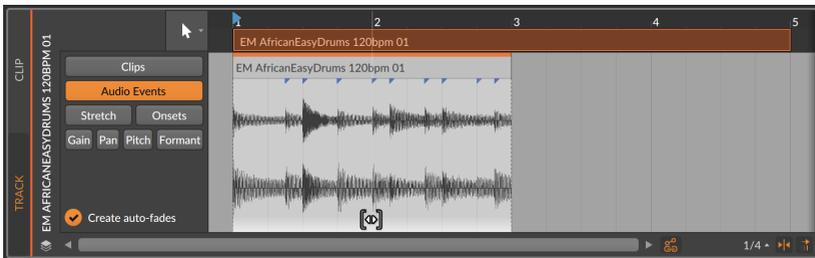 1 2 3 4 5
EM AfricanEasyDrums 120bpm 01
EM AfricanEasyDrums 120bpm 01
CLIP
TRACK
EM AFRICANEASYDRUMS 120BPM 01
Clips
Audio Events
Stretch Onsets
Gain Pan Pitch Formant
Create auto-fades
1/4